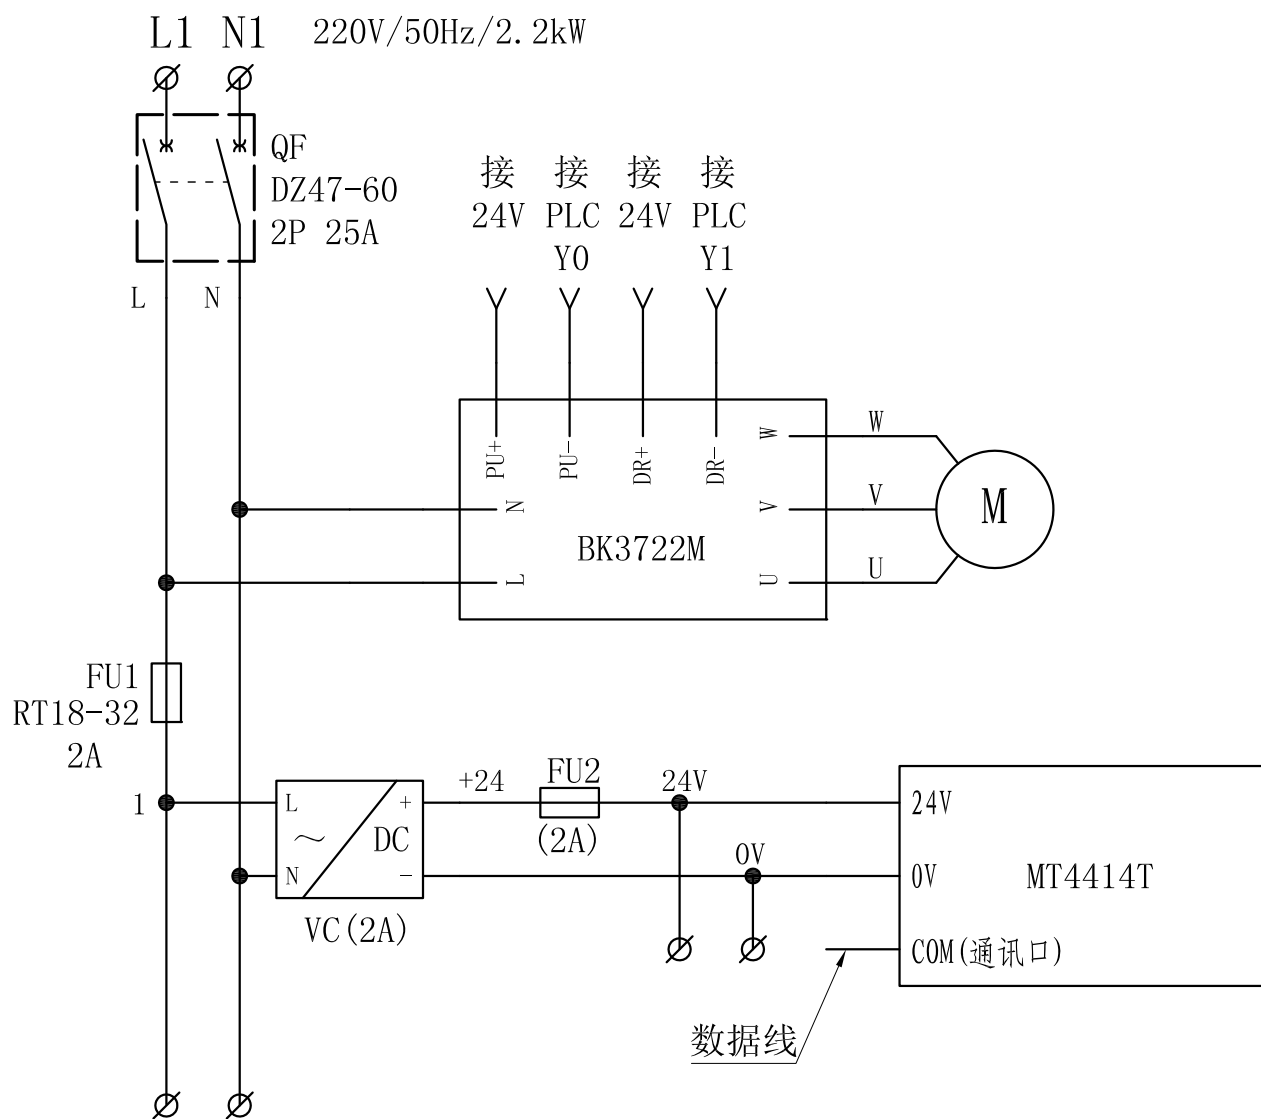 L1 N1 220V/50Hz/2.2kW
QF
DZ47-60
2P 25A
L N
接 接 接 接
24V PLC 24V PLC
Y0 Y1
PU+ PU- DR+ DR-
N
L
BK3722M
W
V
U
W
V
U
M
FU1
RT18-32
2A
1
L
N
+
-
~
DC
VC(2A)
+24
FU2
(2A)
24V
0V
24V
0V
COM(通讯口)
MT4414T
数据线